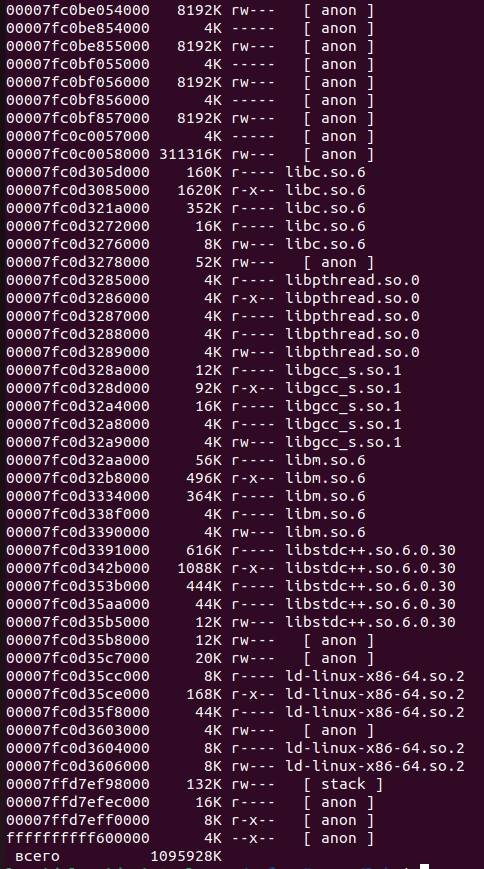 00007fc0be054000 8192K rw--- [ anon ]
00007fc0be854000 4K ----- [ anon ]
00007fc0be855000 8192K rw--- [ anon ]
00007fc0bf055000 4K ----- [ anon ]
00007fc0bf056000 8192K rw--- [ anon ]
00007fc0bf856000 4K ----- [ anon ]
00007fc0bf857000 8192K rw--- [ anon ]
00007fc0c0057000 4K ----- [ anon ]
00007fc0c0058000 311316K rw--- [ anon ]
00007fc0d305d000 160K r---- libc.so.6
00007fc0d3085000 1620K r-x-- libc.so.6
00007fc0d321a000 352K r---- libc.so.6
00007fc0d3272000 16K r---- libc.so.6
00007fc0d3276000 8K rw--- libc.so.6
00007fc0d3278000 52K rw--- [ anon ]
00007fc0d3285000 4K r---- libpthread.so.0
00007fc0d3286000 4K r-x-- libpthread.so.0
00007fc0d3287000 4K r---- libpthread.so.0
00007fc0d3288000 4K r---- libpthread.so.0
00007fc0d3289000 4K rw--- libpthread.so.0
00007fc0d328a000 12K r---- libgcc_s.so.1
00007fc0d328d000 92K r-x-- libgcc_s.so.1
00007fc0d32a4000 16K r---- libgcc_s.so.1
00007fc0d32a8000 4K r---- libgcc_s.so.1
00007fc0d32a9000 4K rw--- libgcc_s.so.1
00007fc0d32aa000 56K r---- libm.so.6
00007fc0d32b8000 496K r-x-- libm.so.6
00007fc0d3334000 364K r---- libm.so.6
00007fc0d338f000 4K r---- libm.so.6
00007fc0d3390000 4K rw--- libm.so.6
00007fc0d3391000 616K r---- libstdc++.so.6.0.30
00007fc0d342b000 1088K r-x-- libstdc++.so.6.0.30
00007fc0d353b000 444K r---- libstdc++.so.6.0.30
00007fc0d35aa000 44K r---- libstdc++.so.6.0.30
00007fc0d35b5000 12K rw--- libstdc++.so.6.0.30
00007fc0d35b8000 12K rw--- [ anon ]
00007fc0d35c7000 20K rw--- [ anon ]
00007fc0d35cc000 8K r---- ld-linux-x86-64.so.2
00007fc0d35ce000 168K r-x-- ld-linux-x86-64.so.2
00007fc0d35f8000 44K r---- ld-linux-x86-64.so.2
00007fc0d3603000 4K rw--- [ anon ]
00007fc0d3604000 8K r---- ld-linux-x86-64.so.2
00007fc0d3606000 8K rw--- ld-linux-x86-64.so.2
00007ffd7ef98000 132K rw--- [ stack ]
00007ffd7efec000 16K r---- [ anon ]
00007ffd7eff0000 8K r-x-- [ anon ]
ffffffffff600000 4K --x-- [ anon ]
всего 1095928K